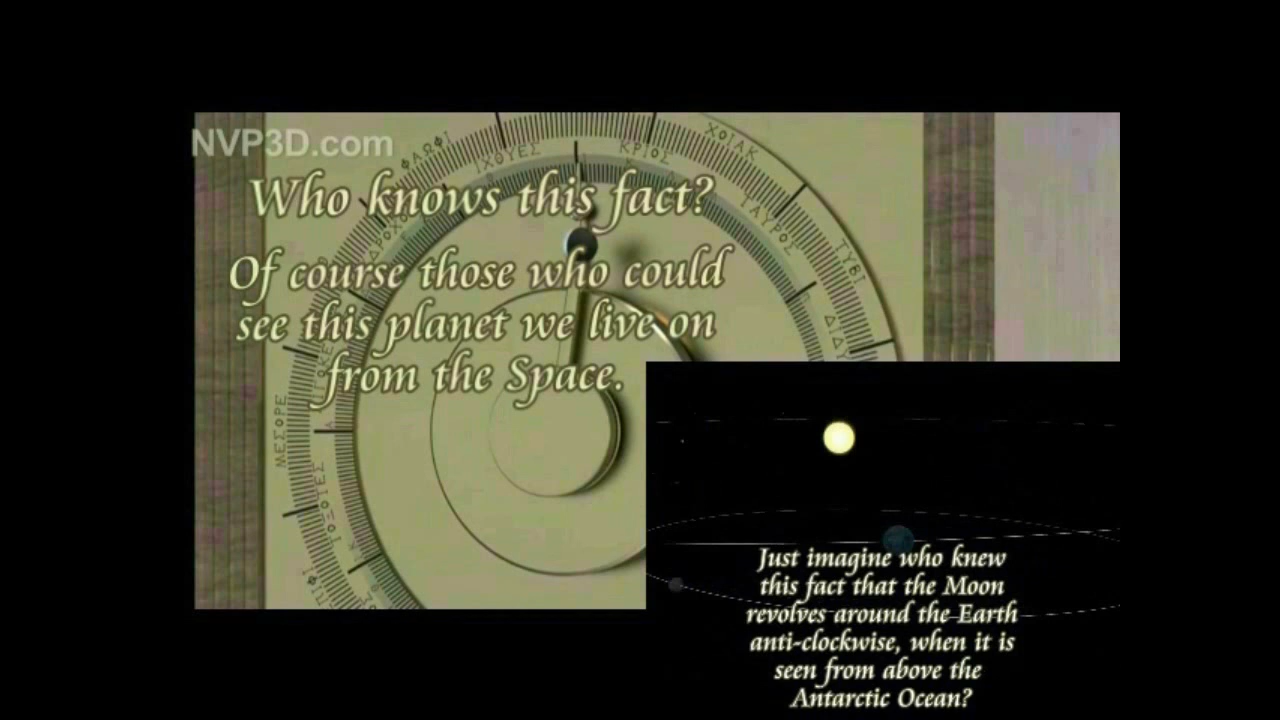 NVP3D.com
ΦΑΩΦΙ
ΙΧΘΥΕΣ
ΚΡΙΟΣ
ΧΟΙΑΚ
ΤΑΥΡΟΣ
ΤΥΒΙ
Who knows this fact?
Of course those who could
see this planet we live on
from the Space.
ΜΕΣΟΡΕ
ΤΟΞΟΤΕΣ
Just imagine who knew
this fact that the Moon
revolves around the Earth
anti-clockwise, when it is
seen from above the
Antarctic Ocean?